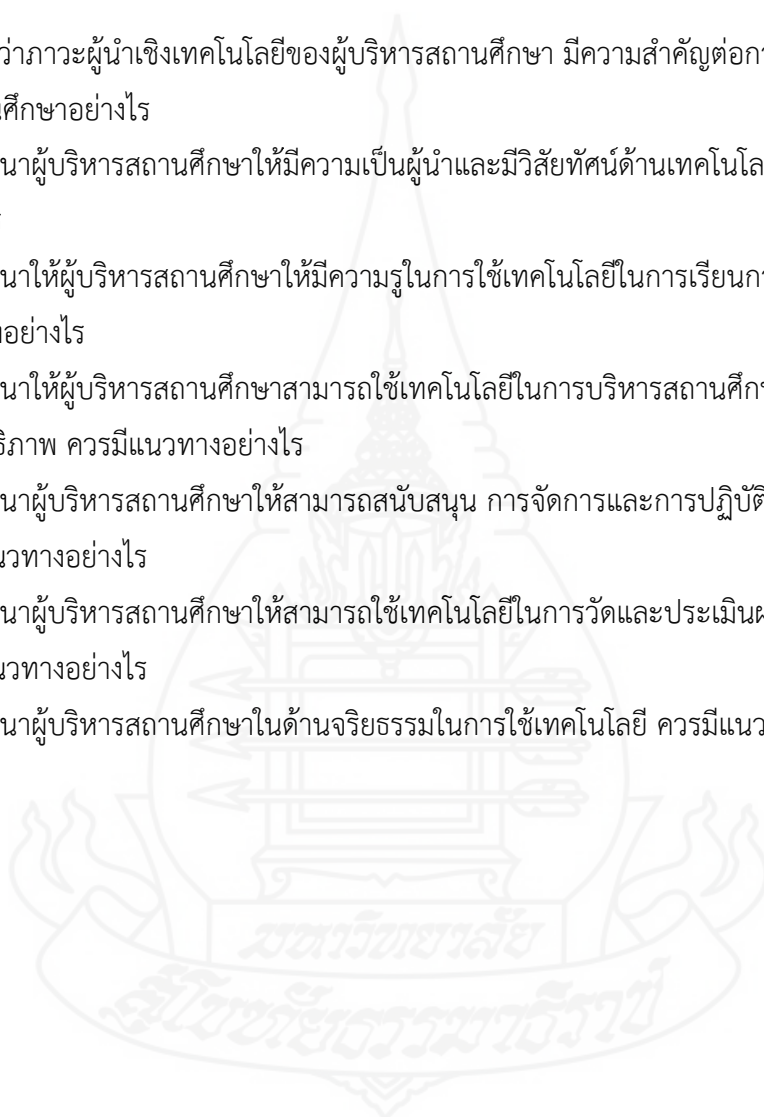 ว่าภาวะผู้นำเชิงเทคโนโลยีของผู้บริหารสถานศึกษา มีความสำคัญต่อกา
ศึกษาอย่างไร
นาผู้บริหารสถานศึกษาให้มีความเป็นผู้นำและมีวิสัยทัศน์ด้านเทคโนโล
นาให้ผู้บริหารสถานศึกษาให้มีความรู้ในการใช้เทคโนโลยีในการเรียนกา
อย่างไร
นาให้ผู้บริหารสถานศึกษาสามารถใช้เทคโนโลยีในการบริหารสถานศึกษ
ธิภาพ ควรมีแนวทางอย่างไร
นาผู้บริหารสถานศึกษาให้สามารถสนับสนุน การจัดการและการปฏิบัติ
นวทางอย่างไร
นาผู้บริหารสถานศึกษาให้สามารถใช้เทคโนโลยีในการวัดและประเมินผ
นวทางอย่างไร
นาผู้บริหารสถานศึกษาในด้านจริยธรรมในการใช้เทคโนโลยี ควรมีแนว
มหาวิทยาลัย
สุโขทัยธรรมาธิราช